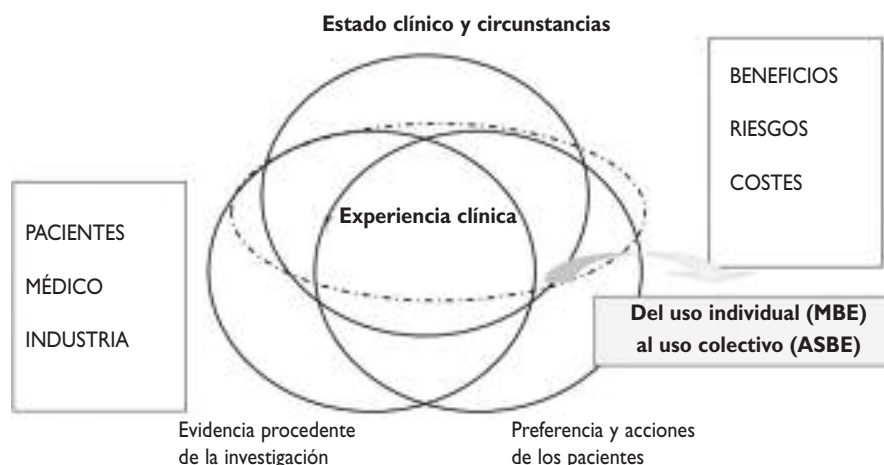 Estado clínico y circunstancias
BENEFICIOS
RIESGOS
COSTES
PACIENTES
MÉDICO
INDUSTRIA
Experiencia clínica
Del uso individual (MBE)
al uso colectivo (ASBE)
Evidencia procedente
de la investigación
Preferencia y acciones
de los pacientes